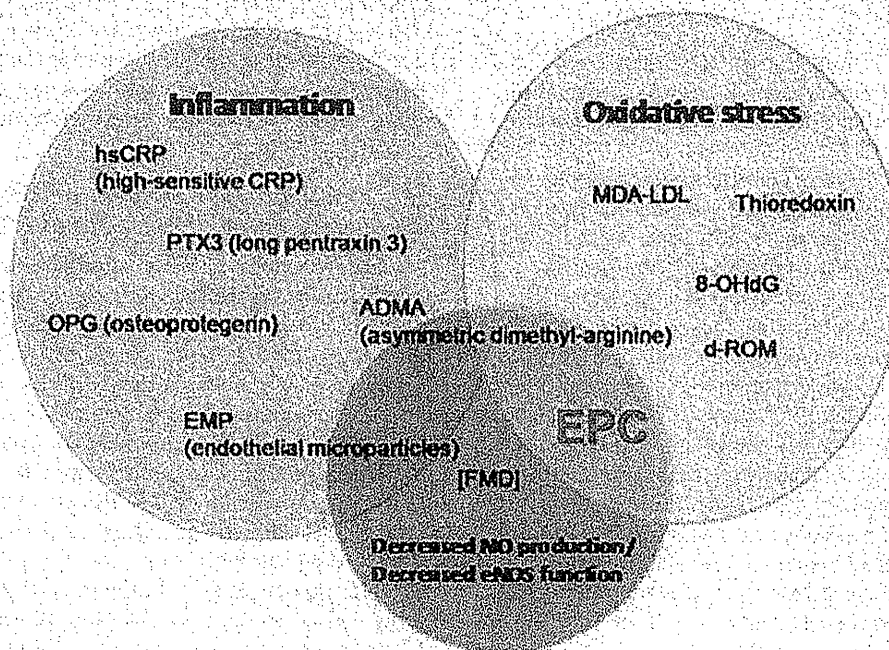 Inflammation
hsCRP
(high-sensitive CRP)
PTX3 (long pentraxin 3)
OPG (osteoprotegerin)
ADMA
(asymmetric dimethyl-arginine)
EMP
(endothelial microparticles)
Oxidative stress
MDA-LDL
Thioredoxin
8-OHdG
d-ROM
EPC
[FMD]
Decreased NO production/
Decreased eNOS function